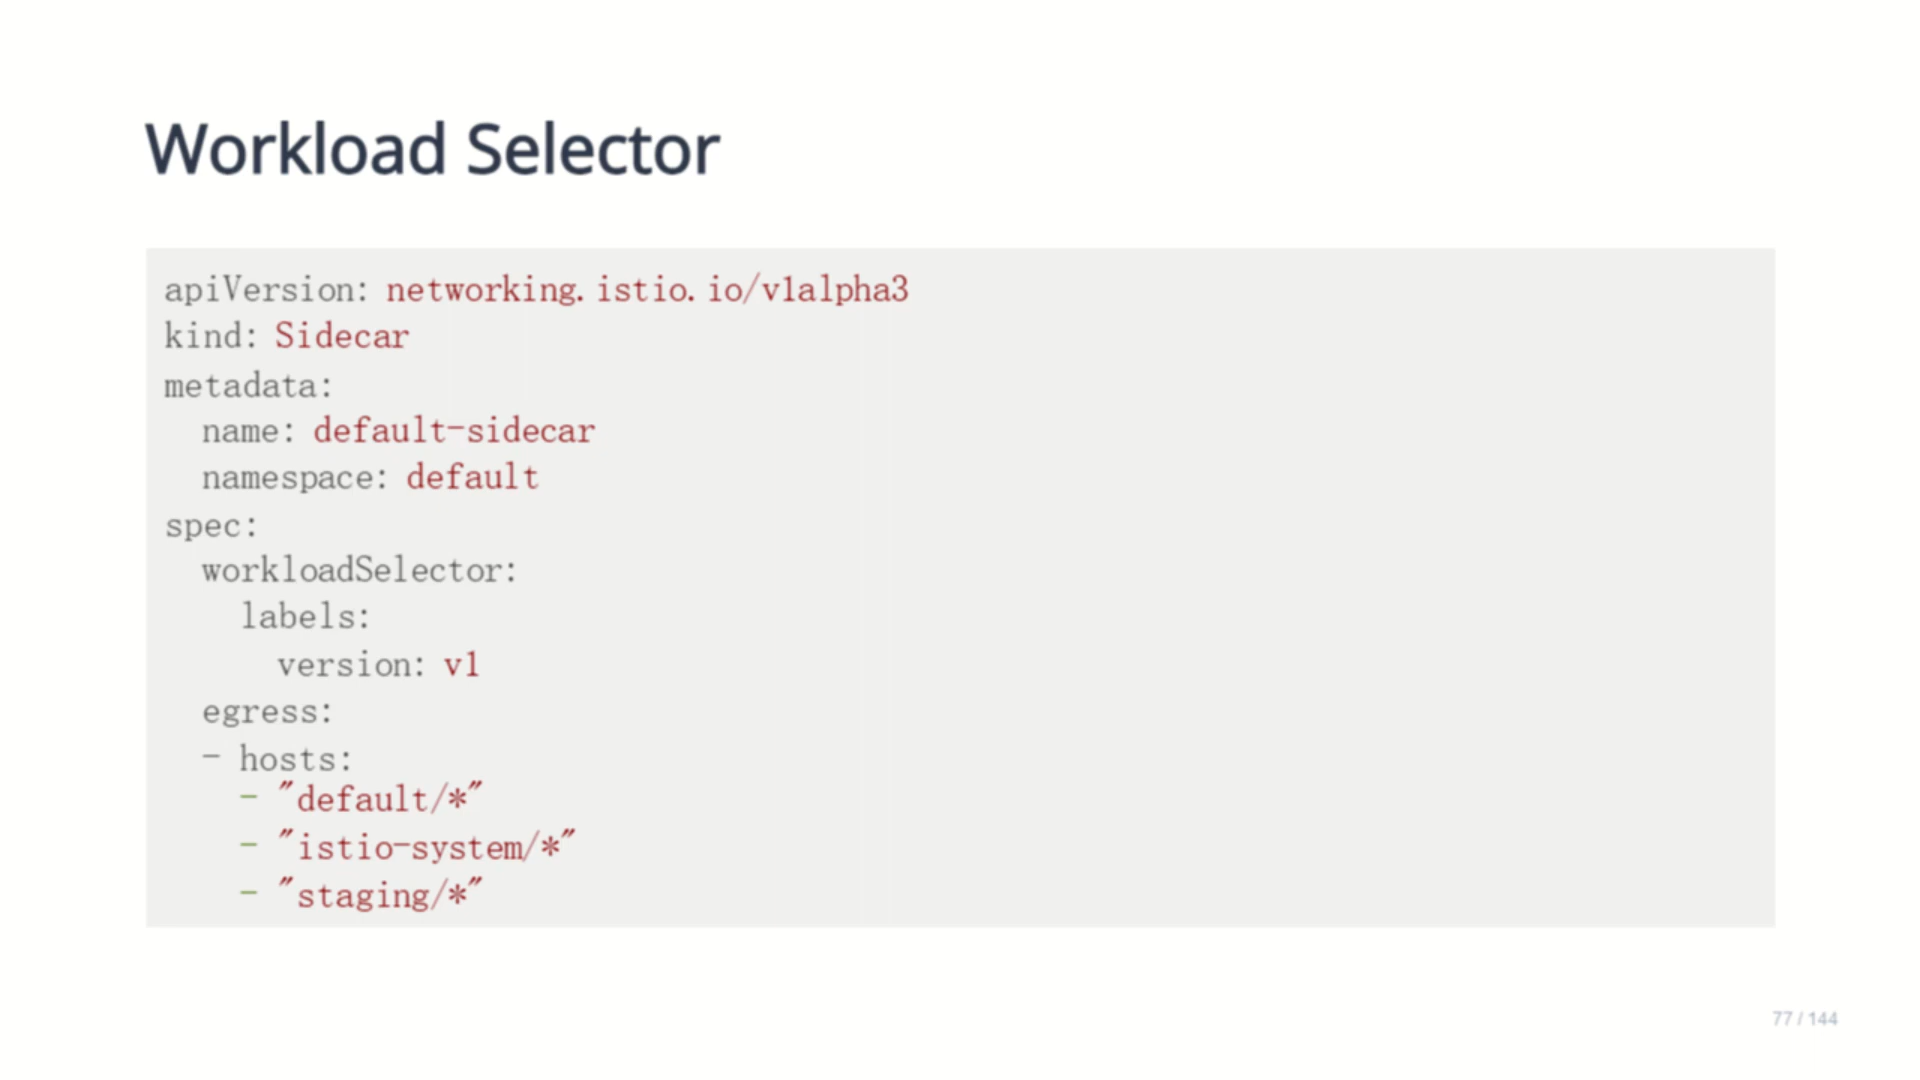 Workload Selector
apiVersion: networking.istio.io/v1alpha3
kind: Sidecar
metadata:
  name: default-sidecar
  namespace: default
spec:
  workloadSelector:
    labels:
      version: v1
  egress:
  - hosts:
    - "default/*"
    - "istio-system/*"
    - "staging/*"
77 / 144